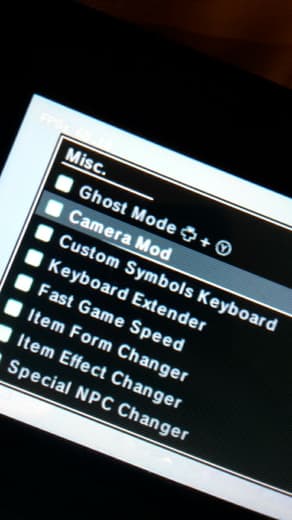 Misc.
Ghost Mode + Y
Camera Mod
Custom Symbols Keyboard
Keyboard Extender
Fast Game Speed
Item Form Changer
Item Effect Changer
Special NPC Changer